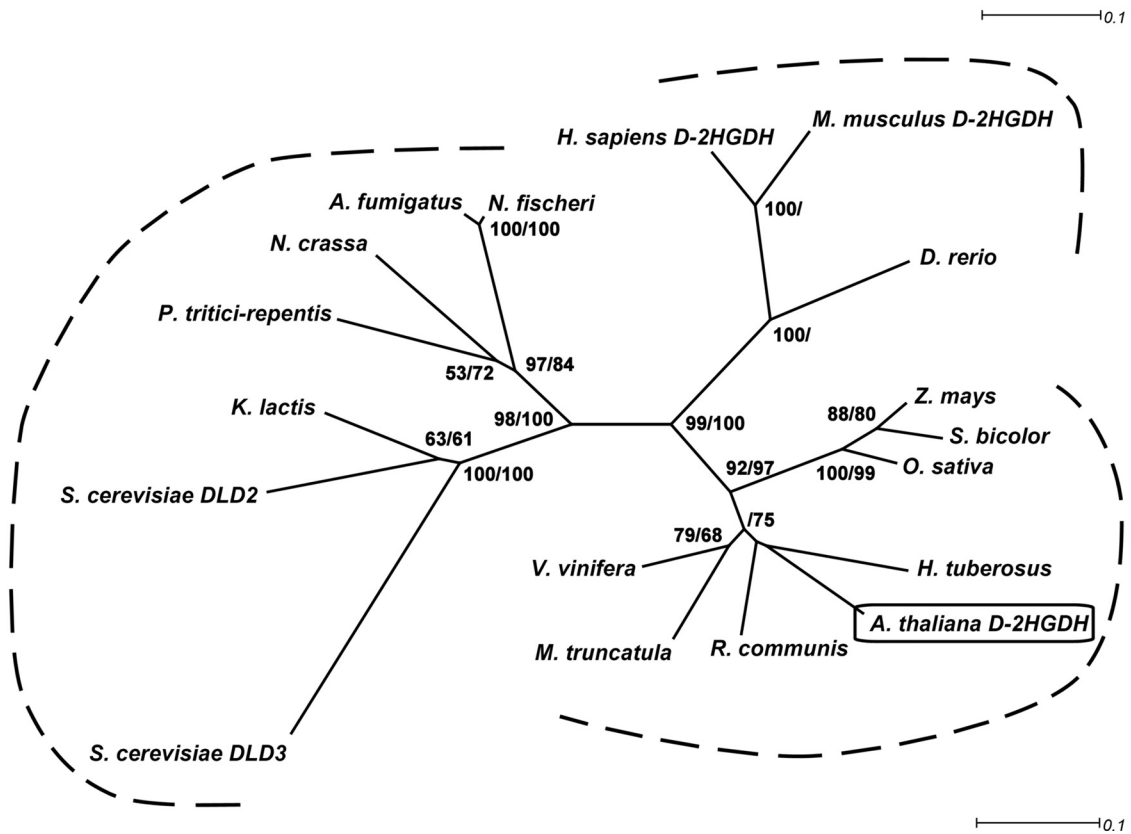 0.1
M. musculus D-2HGDH
H. sapiens D-2HGDH
A. fumigatus
N. fischeri
100/
100/100
N. crassa
D. rerio
P. tritici-repentis
100/
97/84
53/72
K. lactis
Z. mays
88/80
98/100
99/100
S. bicolor
63/61
O. sativa
92/97
100/99
100/100
S. cerevisiae DLD2
/75
79/68
V. vinifera
H. tuberosus
A. thaliana D-2HGDH
M. truncatula
R. communis
S. cerevisiae DLD3
0.1